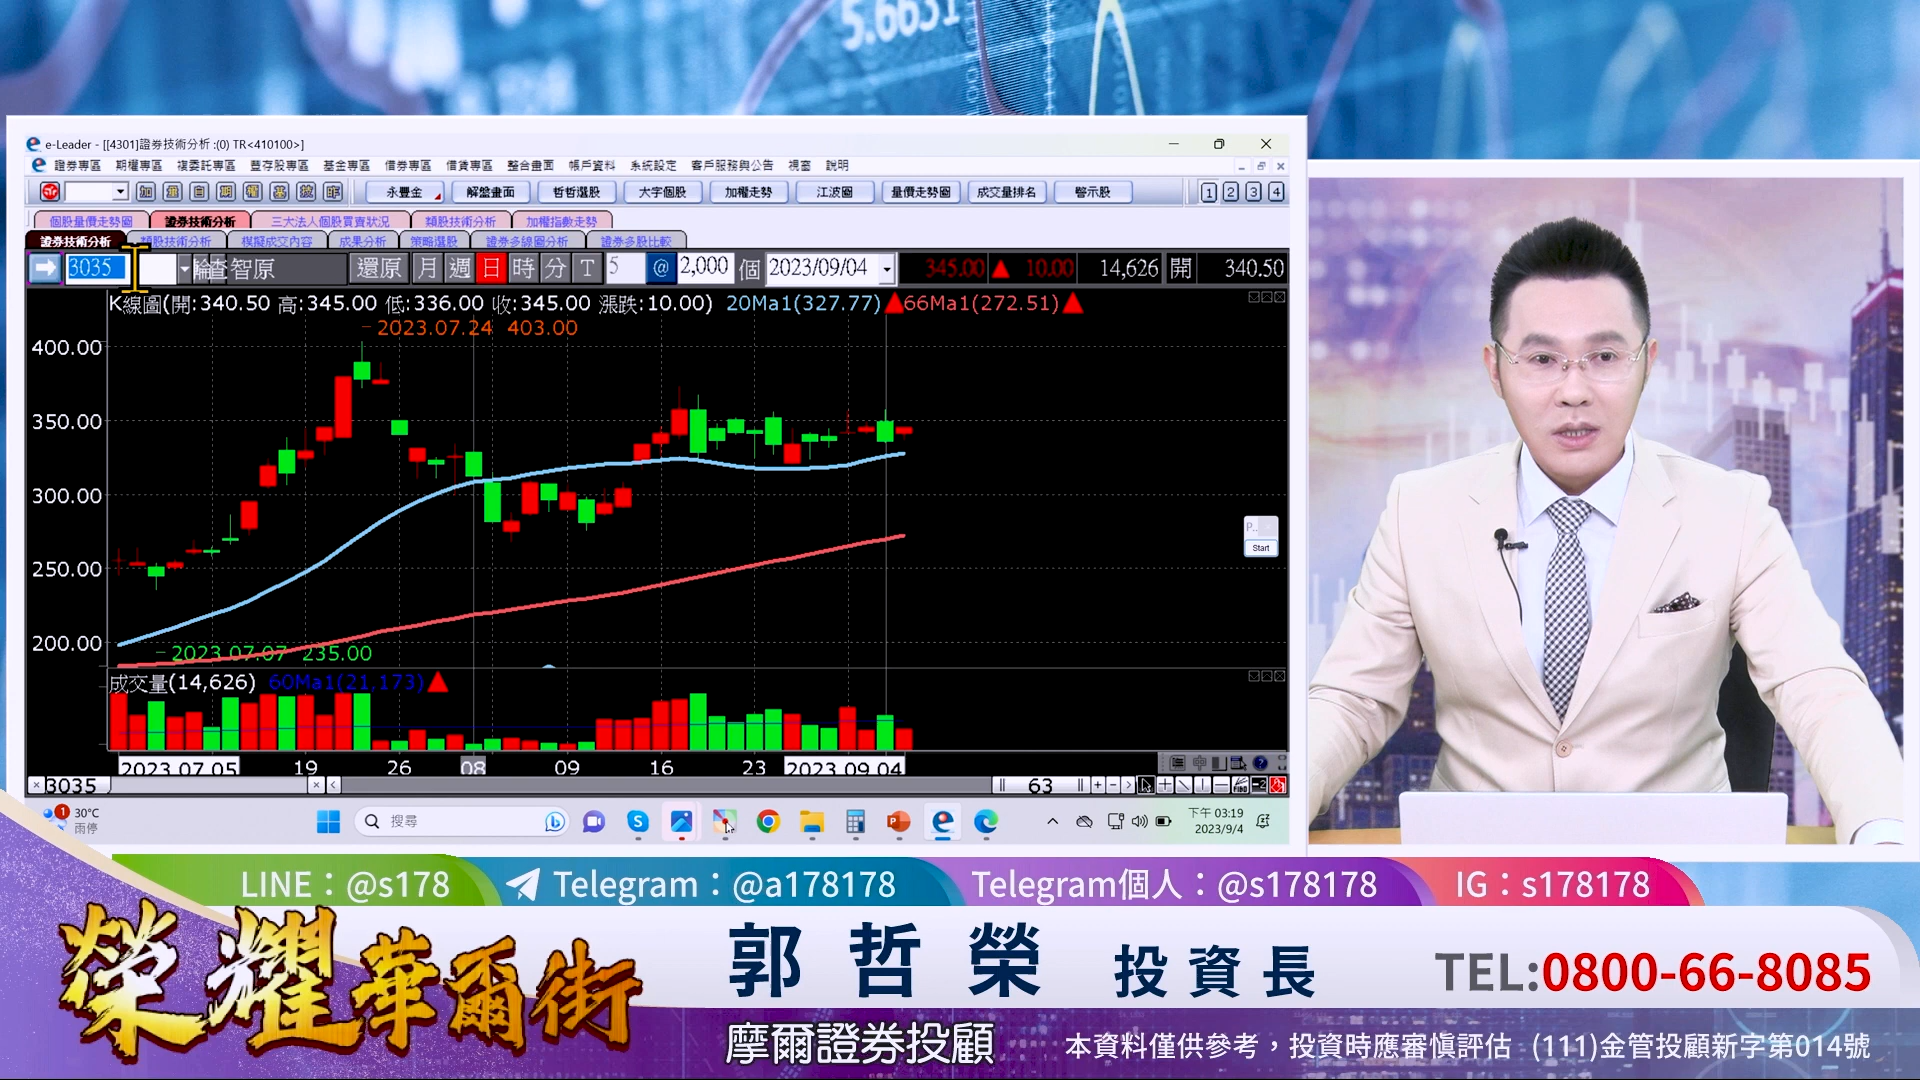 5.6631
e-Leader - [[4301]證券技術分析 :(0) TR<410100>]
證券專區 期權專區 複委託專區 豐存股專區 基金專區 借券專區 借貸專區 整合畫面 帳戶資料 系統設定 客戶服務與公告 視窗 說明
永豐金 解盤畫面 哲哲選股 大字個股 加權走勢 江波圖 量價走勢圖 成交量排名 警示股 1 2 3 4
個股量價走勢圖 證券技術分析 三大法人個股買賣狀況 類股技術分析 加權指數走勢
證券技術分析 類股技術分析 模擬成交內容 成果分析 策略選股 證券多線圖分析 證券多股比較
3035 智原 還原 月 週 日 時 分 T 5 @ 2,000 個 2023/09/04 345.00 ▲ 10.00 14,626 開 340.50
K線圖(開:340.50 高:345.00 低:336.00 收:345.00 漲跌:10.00) 20Ma1(327.77)▲66Ma1(272.51)▲
2023.07.24 403.00
400.00
350.00
300.00
250.00
200.00
P..
Start
2023.07.07 235.00
成交量(14,626) 60Ma1(21,173)▲
2023.07.05 19 26 08 09 16 23 2023.09.04
3035 63
1 30°C
雨停
搜尋
下午 03:19
2023/9/4
LINE：@s178 Telegram：@a178178 Telegram個人：@s178178 IG：s178178
榮耀華爾街
郭哲榮 投資長 TEL:0800-66-8085
摩爾證券投顧 本資料僅供參考，投資時應審慎評估 (111)金管投顧新字第014號